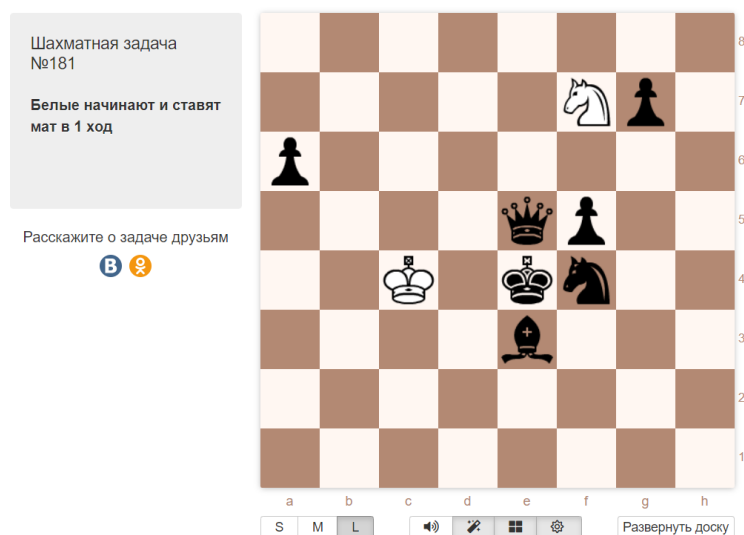 Шахматная задача
№181
Белые начинают и ставят
мат в 1 ход
Расскажите о задаче друзьям
В
8
7
6
5
4
3
2
1
a b c d e f g h
S M L
Развернуть доску